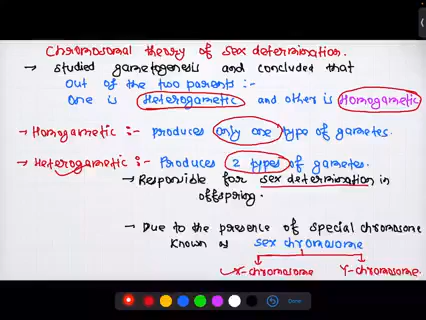 Chromosomal theory of sex determination.
→ studied gametogenesis and concluded that
Out of the two parents :-
One is Heterogametic and other is Homogametic
→ Homogametic :- produces only one type of gametes.
→ Heterogametic :- Produces 2 types of gametes.
→ Responsible for sex determination in
offspring.
→ Due to the presence of special chromosome
known as sex chromosome
X-chromosome Y-chromosome.
Done